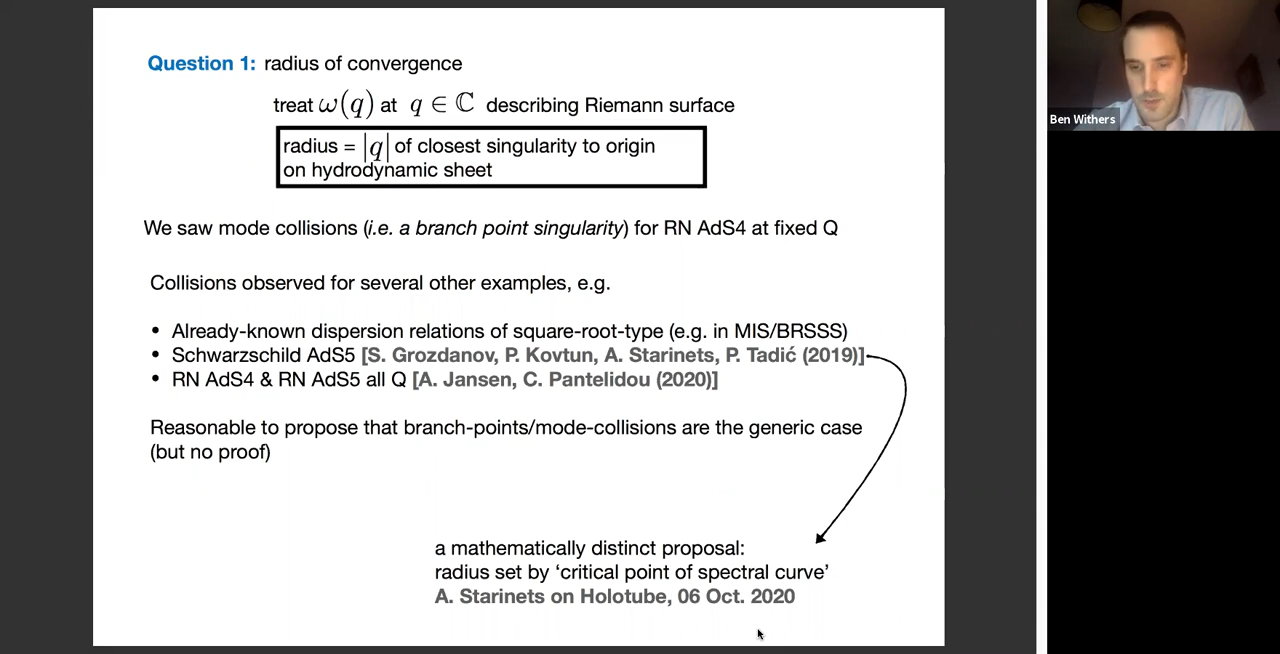 Question 1: radius of convergence
treat ω(q) at q ∈ ℂ describing Riemann surface
radius = |q| of closest singularity to origin
on hydrodynamic sheet
We saw mode collisions (i.e. a branch point singularity) for RN AdS4 at fixed Q
Collisions observed for several other examples, e.g.
• Already-known dispersion relations of square-root-type (e.g. in MIS/BRSSS)
• Schwarzschild AdS5 [S. Grozdanov, P. Kovtun, A. Starinets, P. Tadić (2019)]
• RN AdS4 & RN AdS5 all Q [A. Jansen, C. Pantelidou (2020)]
Reasonable to propose that branch-points/mode-collisions are the generic case
(but no proof)
a mathematically distinct proposal:
radius set by ‘critical point of spectral curve’
A. Starinets on Holotube, 06 Oct. 2020
Ben Withers